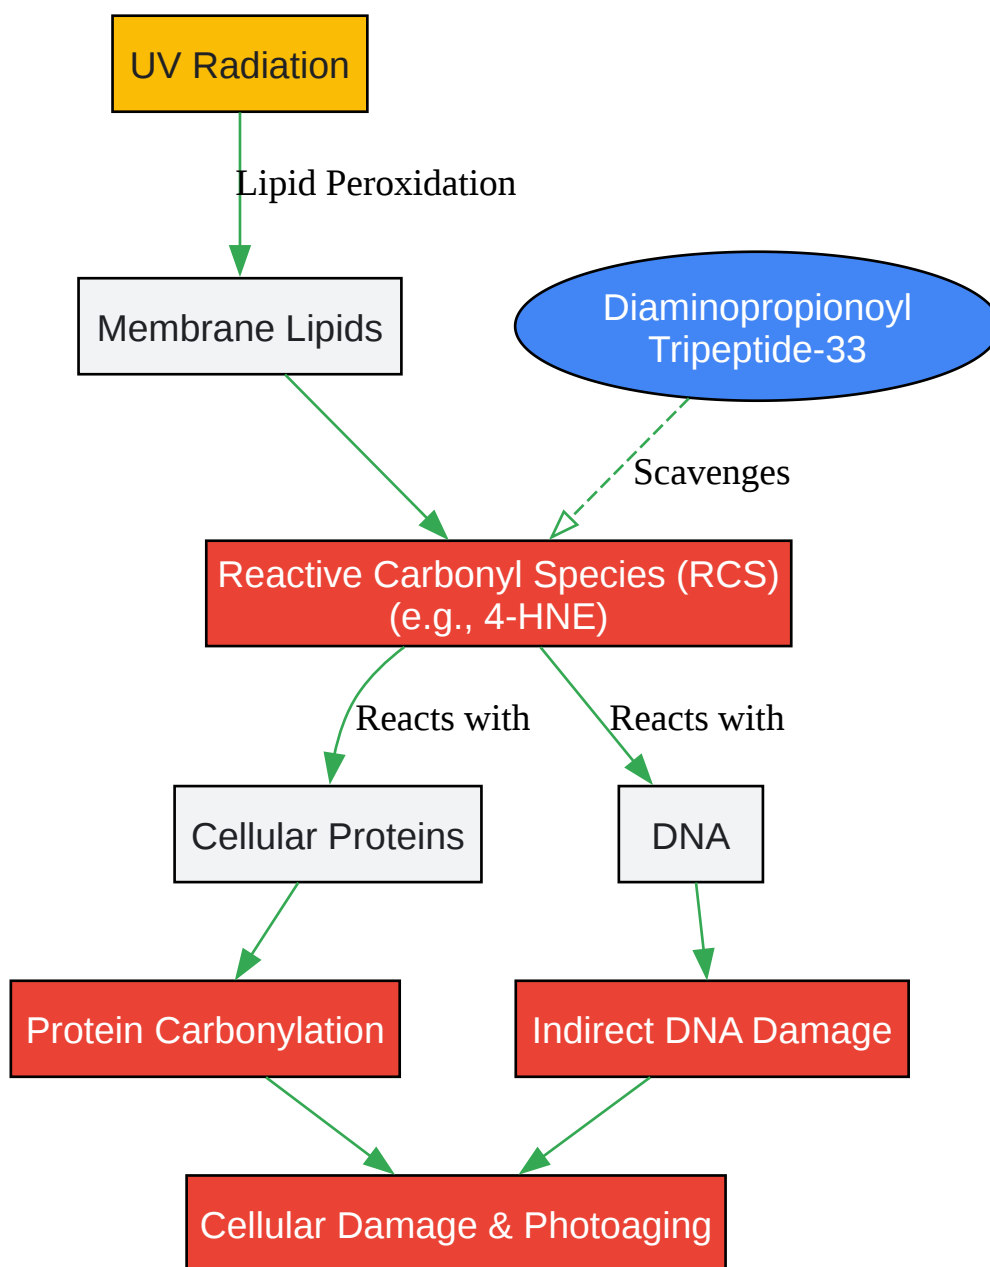 UV Radiation
Lipid Peroxidation
Membrane Lipids
Diaminopropionoyl
Tripeptide-33
Scavenges
Reactive Carbonyl Species (RCS)
(e.g., 4-HNE)
Reacts with
Reacts with
Cellular Proteins
DNA
Protein Carbonylation
Indirect DNA Damage
Cellular Damage & Photoaging